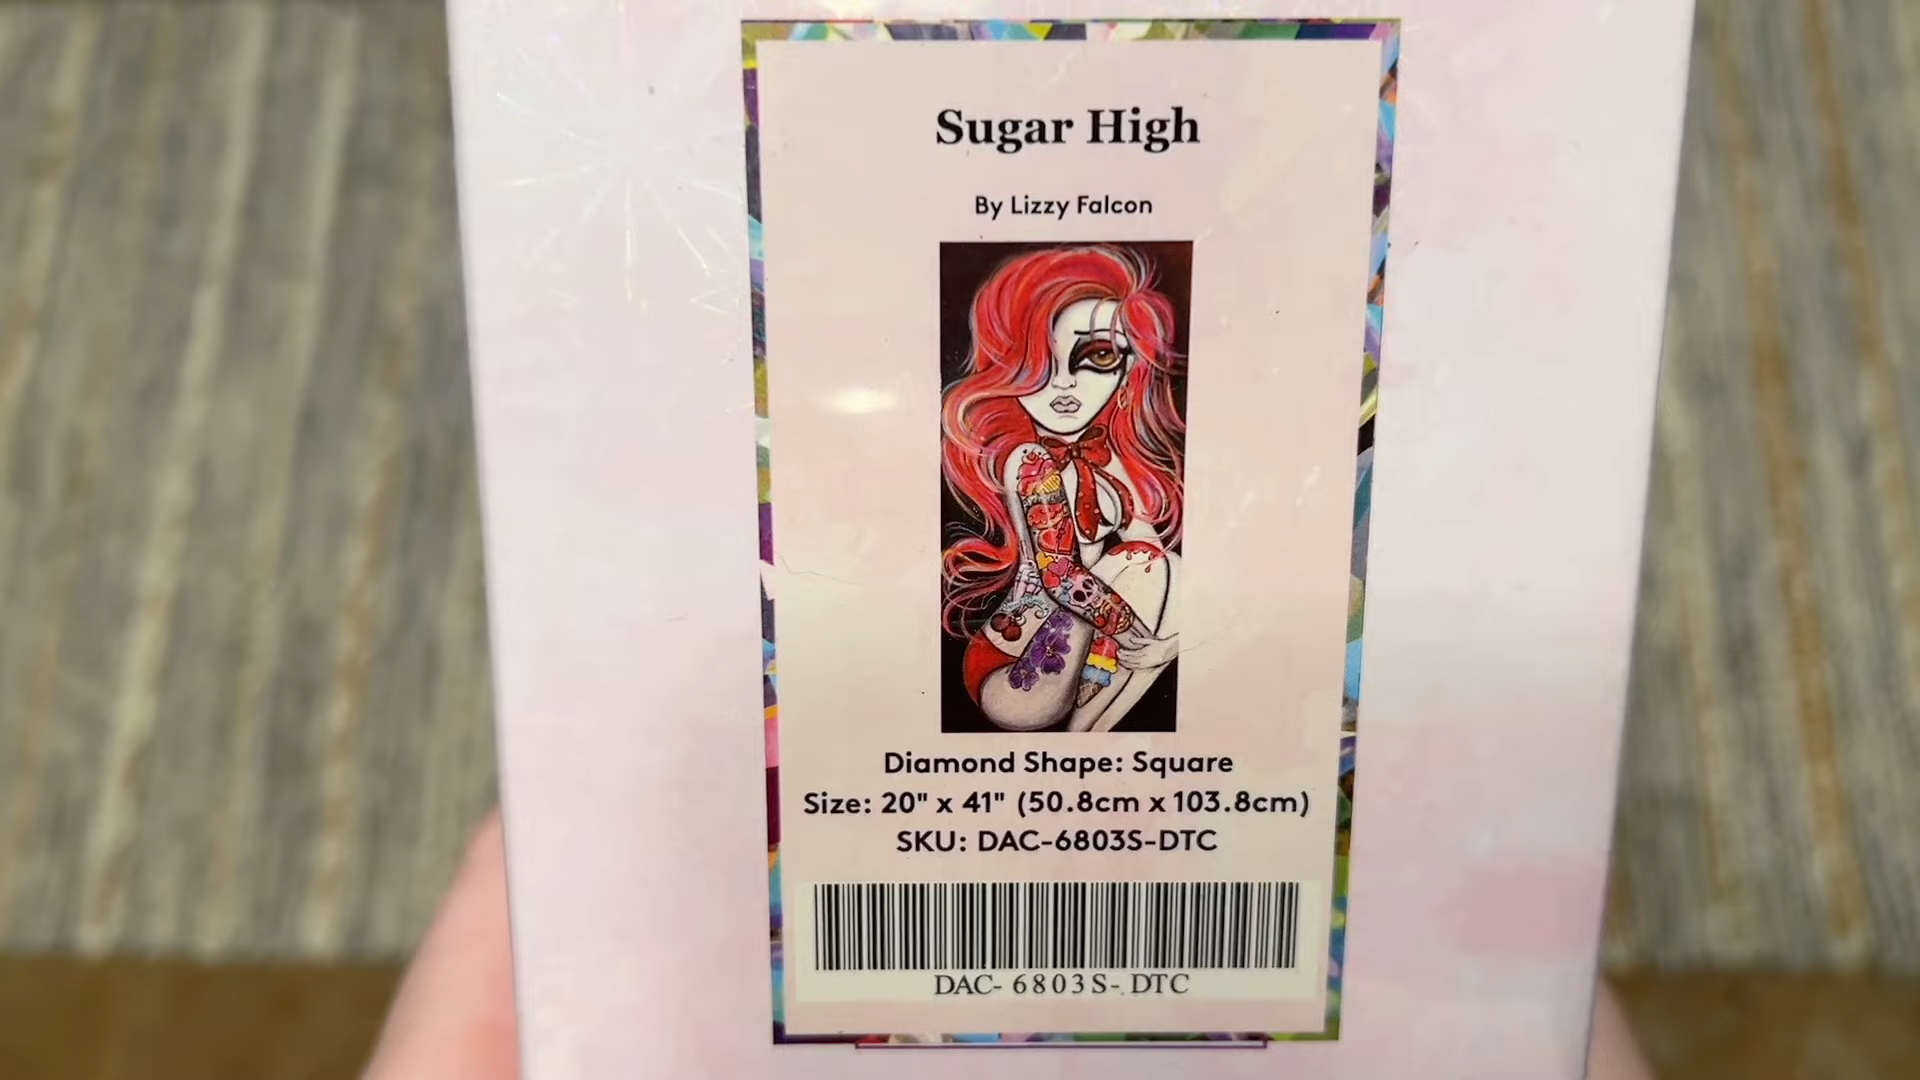 Sugar High
By Lizzy Falcon
Diamond Shape: Square
Size: 20" x 41" (50.8cm x 103.8cm)
SKU: DAC-6803S-DTC
DAC- 6803S-. DTC